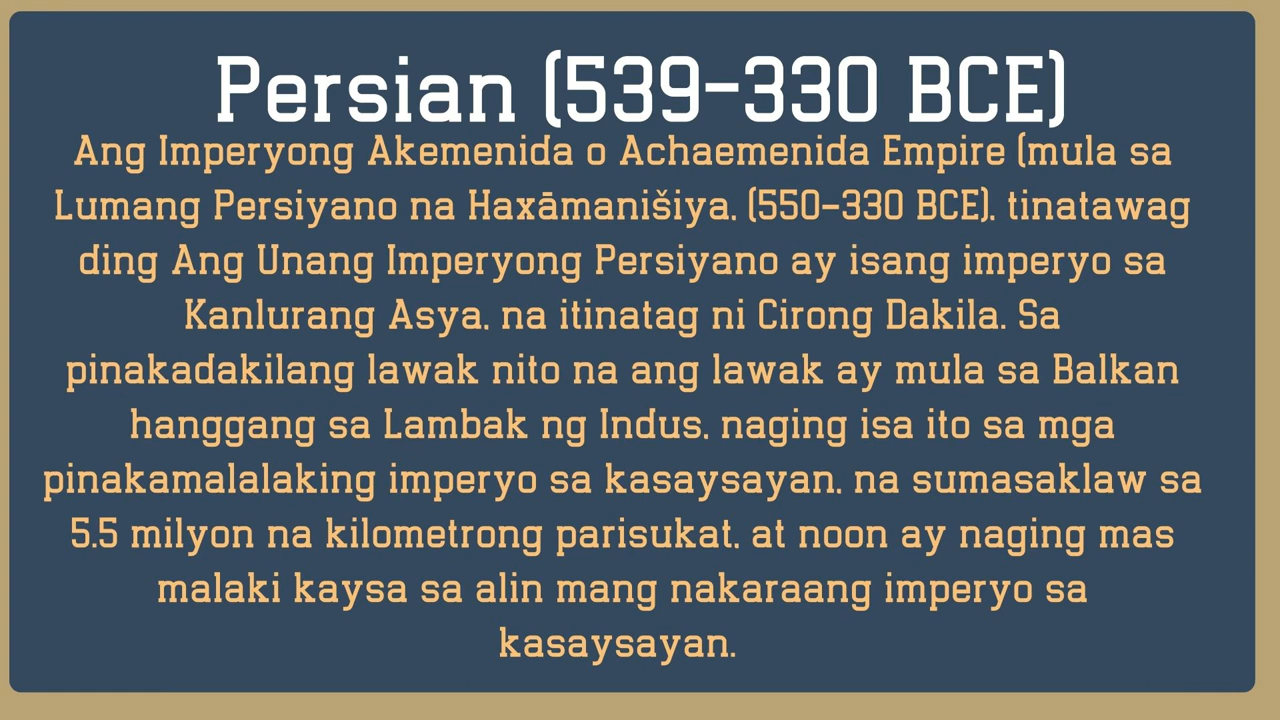 Persian (539-330 BCE)
Ang Imperyong Akemenida o Achaemenida Empire (mula sa
Lumang Persiyano na Haxāmanišiya, (550–330 BCE), tinatawag
ding Ang Unang Imperyong Persiyano ay isang imperyo sa
Kanlurang Asya, na itinatag ni Cirong Dakila. Sa
pinakadakilang lawak nito na ang lawak ay mula sa Balkan
hanggang sa Lambak ng Indus, naging isa ito sa mga
pinakamalalaking imperyo sa kasaysayan, na sumasaklaw sa
5.5 milyon na kilometrong parisukat, at noon ay naging mas
malaki kaysa sa alin mang nakaraang imperyo sa
kasaysayan.